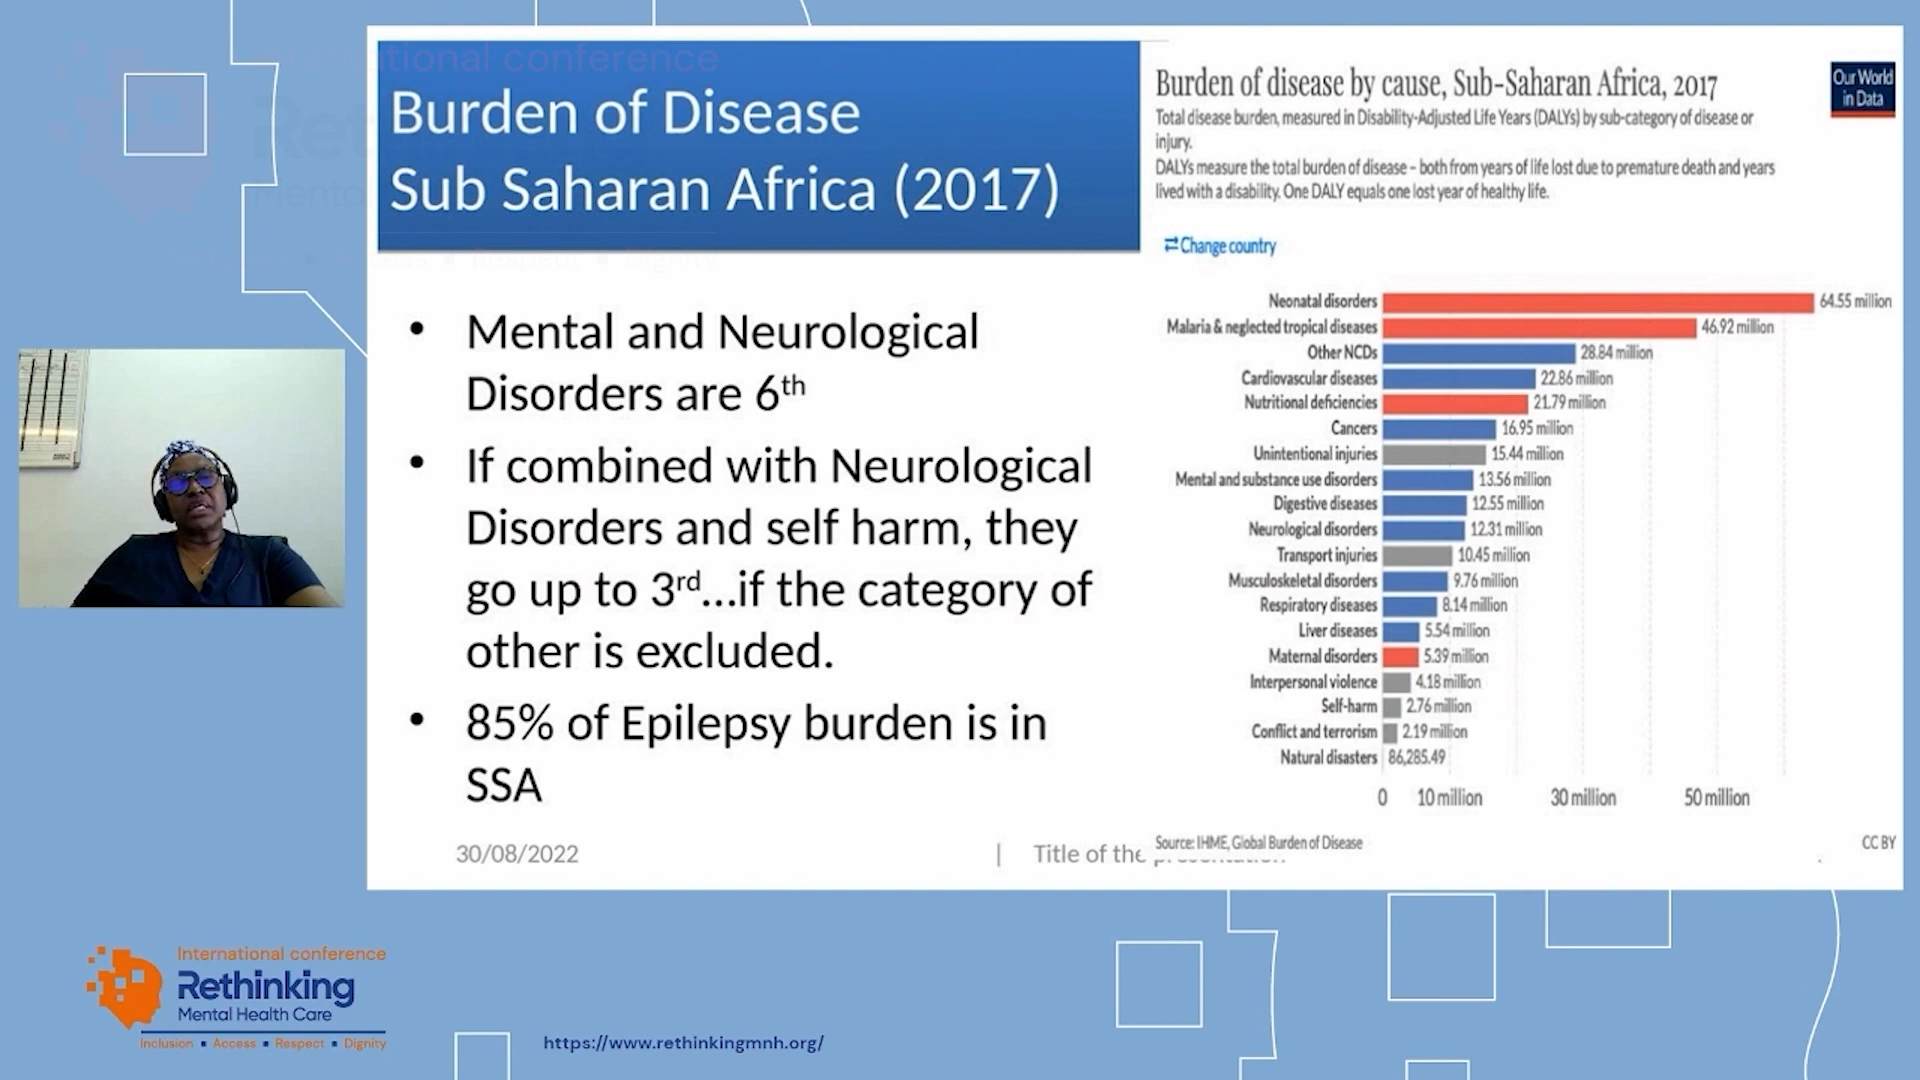 Burden of Disease
Sub Saharan Africa (2017)
• Mental and Neurological
Disorders are 6th
• If combined with Neurological
Disorders and self harm, they
go up to 3rd...if the category of
other is excluded.
• 85% of Epilepsy burden is in
SSA
30/08/2022
| Title of the presentation
Burden of disease by cause, Sub-Saharan Africa, 2017
Our World
in Data
Total disease burden, measured in Disability-Adjusted Life Years (DALYs) by sub-category of disease or
injury.
DALYs measure the total burden of disease – both from years of life lost due to premature death and years
lived with a disability. One DALY equals one lost year of healthy life.
⇄ Change country
Neonatal disorders 64.55 million
Malaria & neglected tropical diseases 46.92 million
Other NCDs 28.84 million
Cardiovascular diseases 22.86 million
Nutritional deficiencies 21.79 million
Cancers 16.95 million
Unintentional injuries 15.44 million
Mental and substance use disorders 13.56 million
Digestive diseases 12.55 million
Neurological disorders 12.31 million
Transport injuries 10.45 million
Musculoskeletal disorders 9.76 million
Respiratory diseases 8.14 million
Liver diseases 5.54 million
Maternal disorders 5.39 million
Interpersonal violence 4.18 million
Self-harm 2.76 million
Conflict and terrorism 2.19 million
Natural disasters 86,285.49
0 10 million 30 million 50 million
Source: IHME, Global Burden of Disease
CC BY
International conference
Rethinking
Mental Health Care
Inclusion ▪ Access ▪ Respect ▪ Dignity
https://www.rethinkingmnh.org/